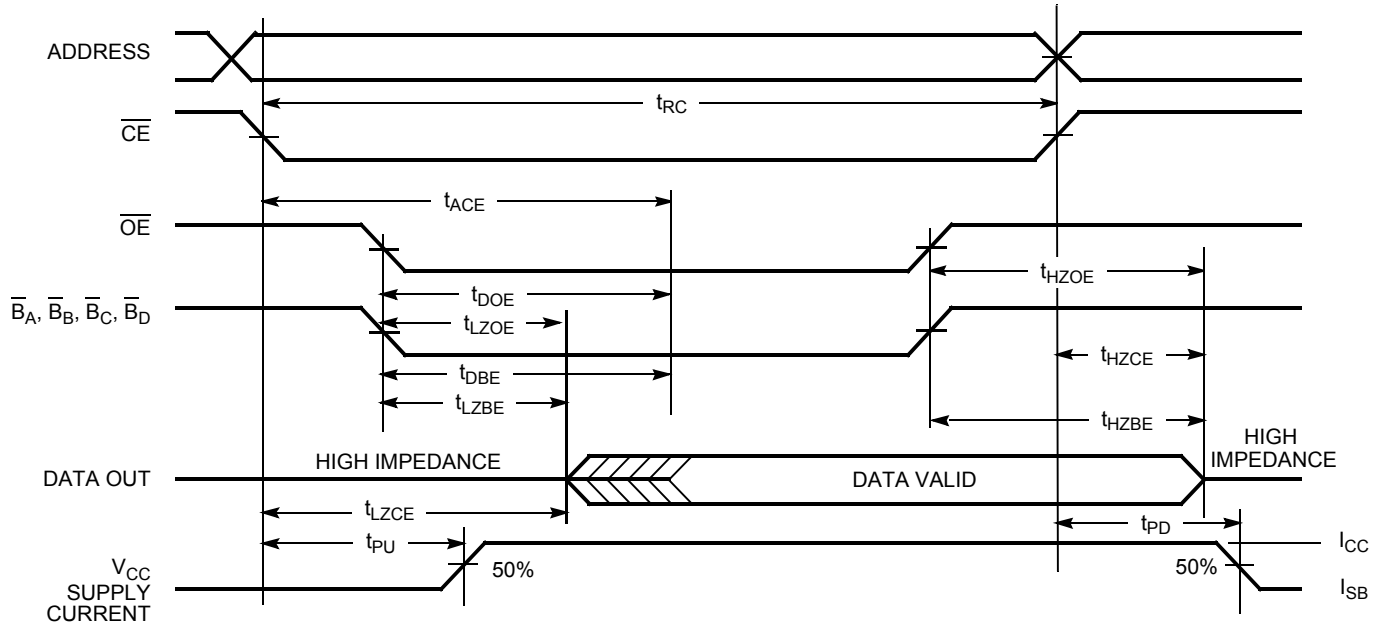 ADDRESS
tRC
CE
tACE
OE
tHZOE
tDOE
BA, BB, BC, BD
tLZOE
tHZCE
tDBE
tLZBE
tHZBE
HIGH IMPEDANCE
HIGH
IMPEDANCE
DATA OUT
DATA VALID
tLZCE
tPD
tPU
ICC
VCC
SUPPLY
CURRENT
50%
50%
ISB